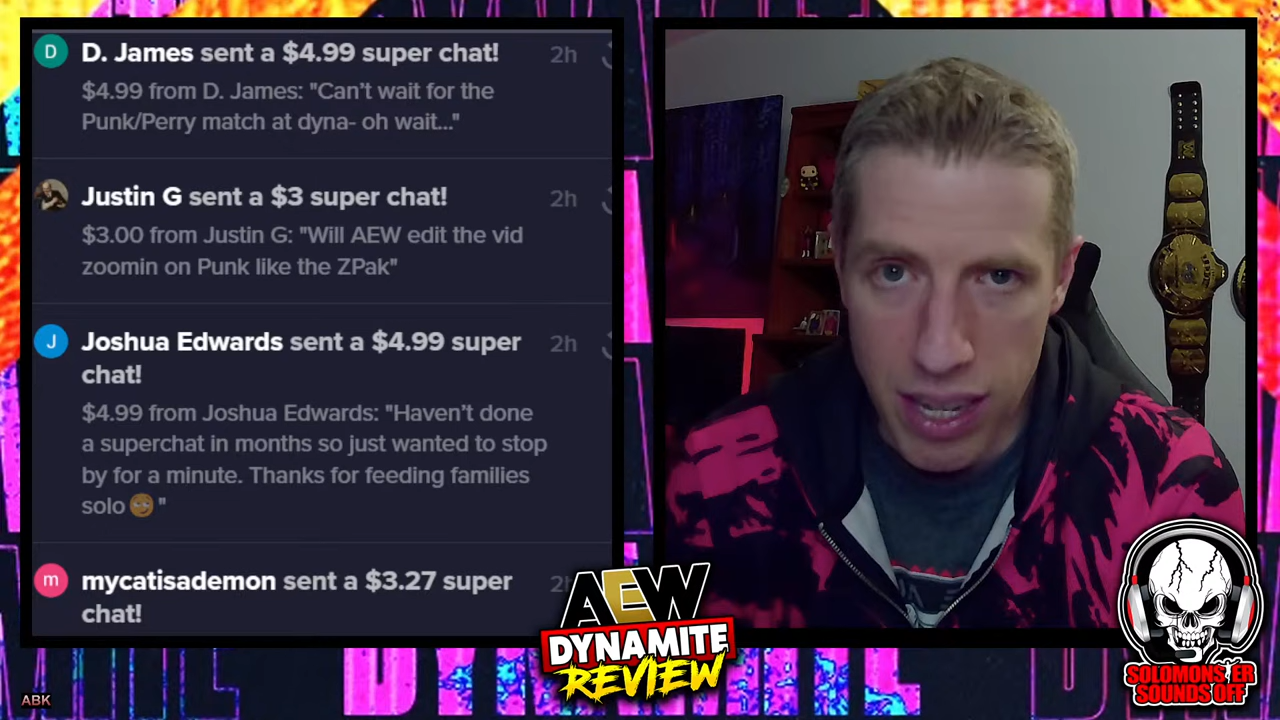 D
D. James sent a $4.99 super chat!
2h
$4.99 from D. James: "Can't wait for the
Punk/Perry match at dyna- oh wait..."
Justin G sent a $3 super chat!
2h
$3.00 from Justin G: "Will AEW edit the vid
zoomin on Punk like the ZPak"
J
Joshua Edwards sent a $4.99 super
chat!
2h
$4.99 from Joshua Edwards: "Haven't done
a superchat in months so just wanted to stop
by for a minute. Thanks for feeding families
solo "
m
mycatisademon sent a $3.27 super
chat!
AEW
DYNAMITE
REVIEW
SOUNDS OFF
ABK